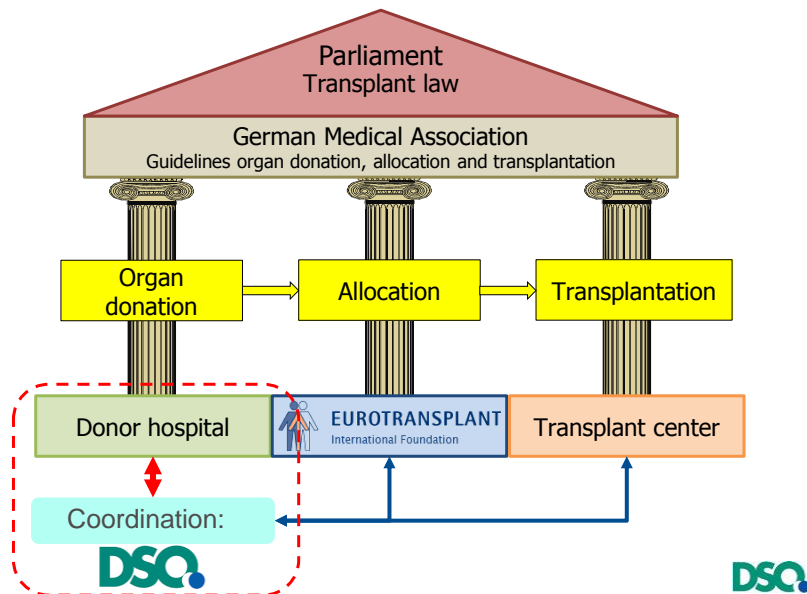 Parliament
Transplant law
German Medical Association
Guidelines organ donation, allocation and transplantation
Organ
donation
Allocation
Transplantation
Donor hospital
EUROTRANSPLANT
International Foundation
Transplant center
Coordination:
DSO.
DSO.